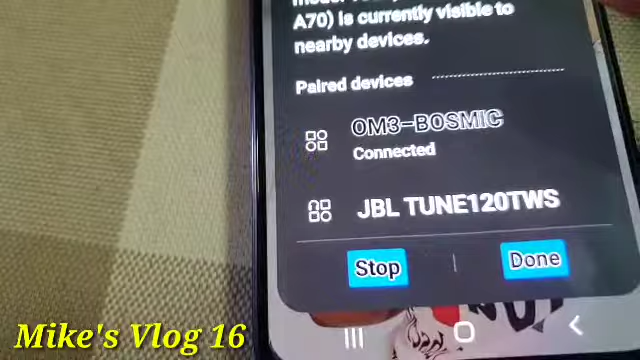 A70) is currently visible to
nearby devices.
Paired devices
OM3-BOSMIC
Connected
JBL TUNE120TWS
Stop
Done
Mike's Vlog 16